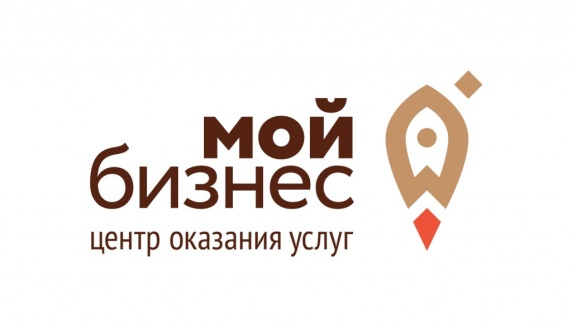 мой
бизнес
центр оказания услуг